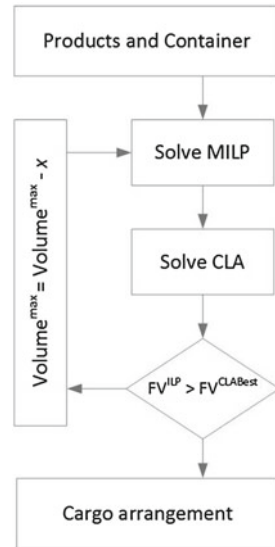 Products and Container
Solve MILP
Volume^max = Volume^max - x
Solve CLA
FV^ILP > FV^CLABest
Cargo arrangement